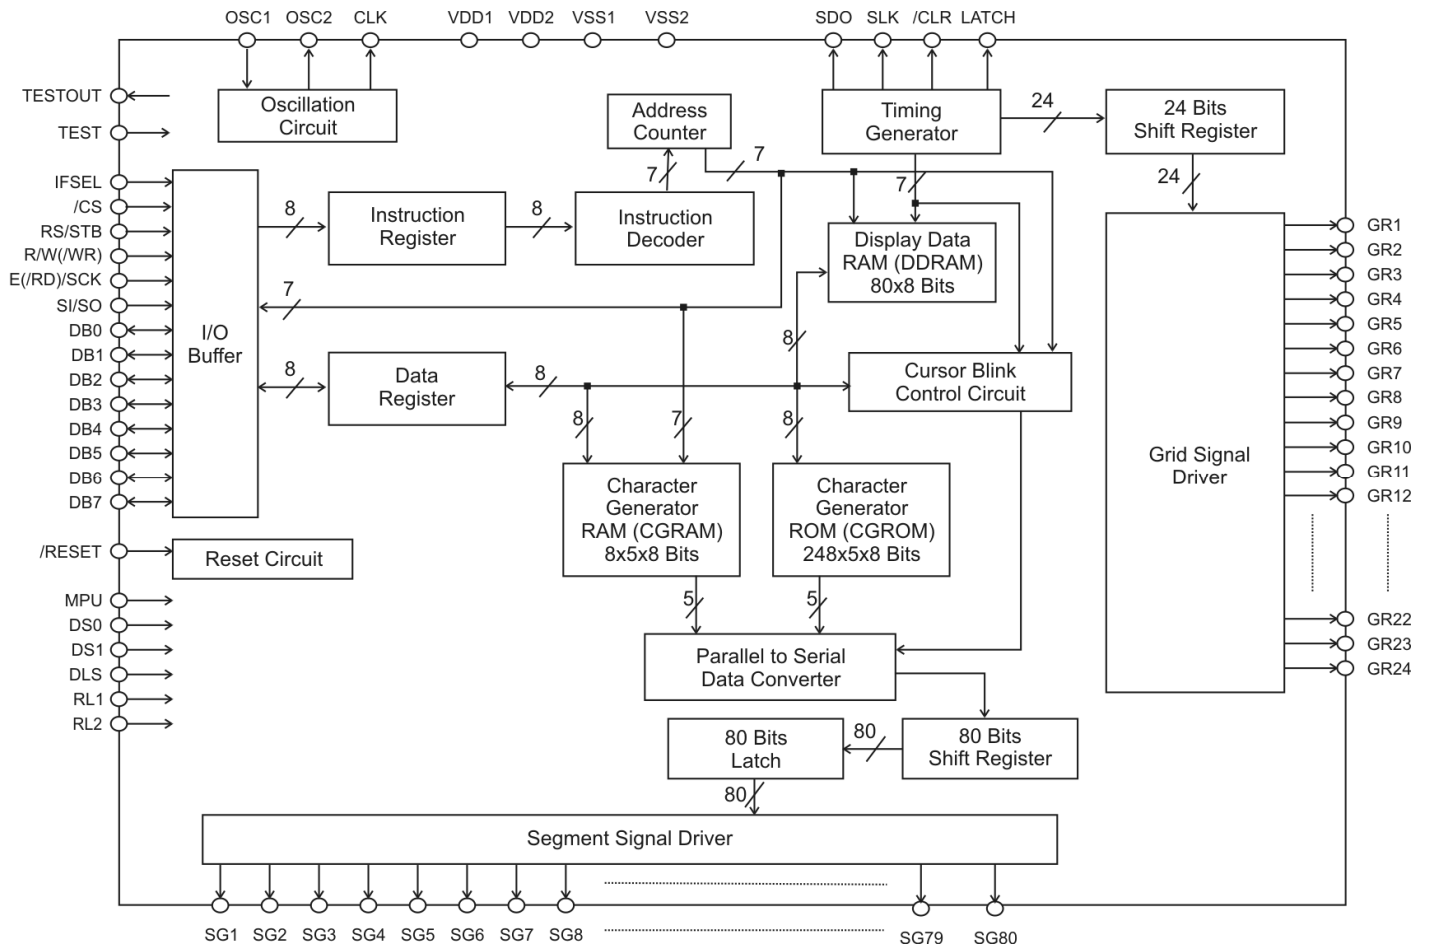 OSC1 OSC2 CLK VDD1 VDD2 VSS1 VSS2 SDO SLK /CLR LATCH
TESTOUT
TEST
IFSEL
/CS
RS/STB
R/W(/WR)
E(/RD)/SCK
SI/SO
DB0
DB1
DB2
DB3
DB4
DB5
DB6
DB7
/RESET
MPU
DS0
DS1
DLS
RL1
RL2
Oscillation
Circuit
Address
Counter
Timing
Generator
24
24 Bits
Shift Register
7
7
7
24
I/O
Buffer
8
Instruction
Register
8
Instruction
Decoder
Display Data
RAM (DDRAM)
80x8 Bits
7
8
8
Data
Register
8
Cursor Blink
Control Circuit
8
7
8
Character
Generator
RAM (CGRAM)
8x5x8 Bits
Character
Generator
ROM (CGROM)
248x5x8 Bits
Reset Circuit
5
5
Parallel to Serial
Data Converter
80 Bits
Latch
80
80 Bits
Shift Register
80
Segment Signal Driver
Grid Signal
Driver
GR1
GR2
GR3
GR4
GR5
GR6
GR7
GR8
GR9
GR10
GR11
GR12
GR22
GR23
GR24
SG1 SG2 SG3 SG4 SG5 SG6 SG7 SG8 SG79 SG80